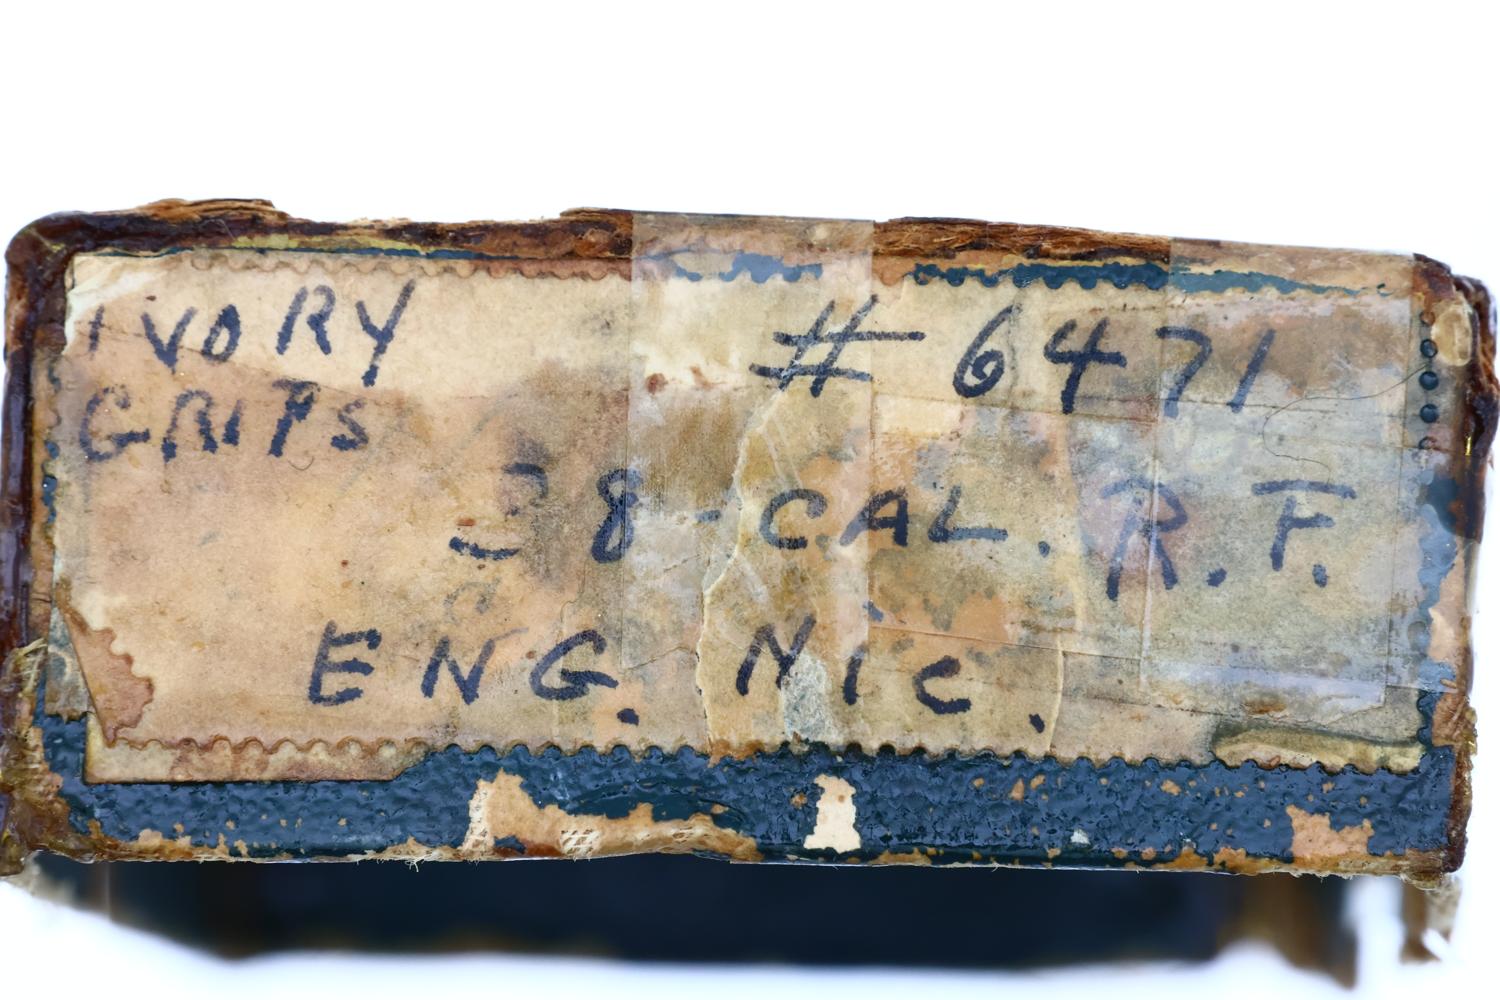 IVORY # 6471
GRIPS
38-CAL. R.F.
ENG. NIC.